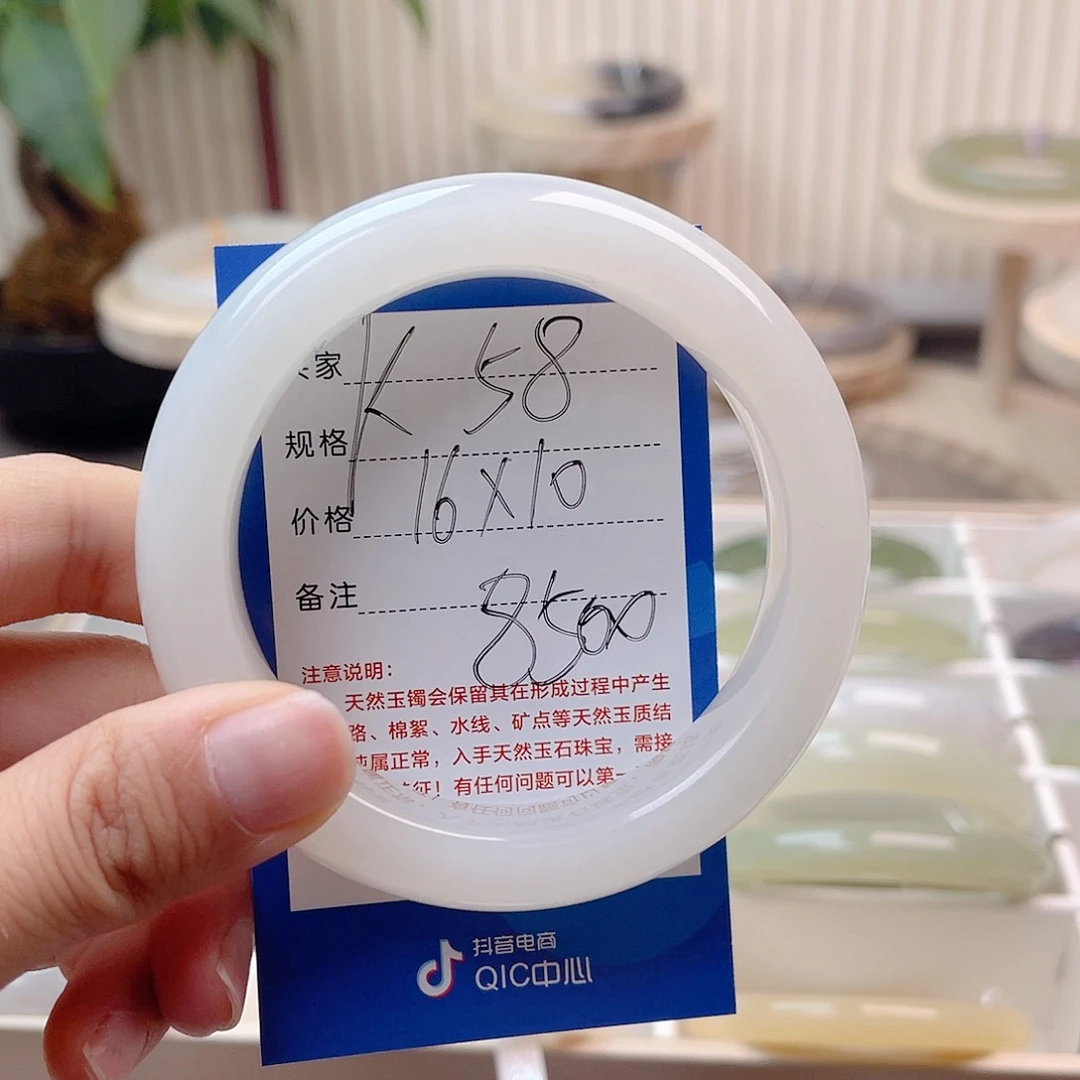 家 K 58
规格 16X10
价格
备注 8500
注意说明：
天然玉镯会保留其在形成过程中产生
路、棉絮、水线、矿点等天然玉质结
属正常，入手天然玉石珠宝，需接
征！有任何问题可以第一
抖音电商
QIC中心